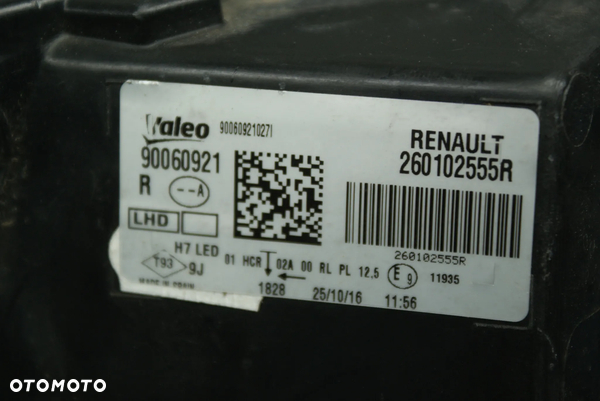 Valeo 90060921027I
90060921
R --A
LHD
H7 LED
T93 9J
MADE IN SPAIN
RENAULT
260102555R
260102555R
01 HCR 02A 00 RL PL 12,5 E9 11935
1828 25/10/16 11:56
OTOMOTO